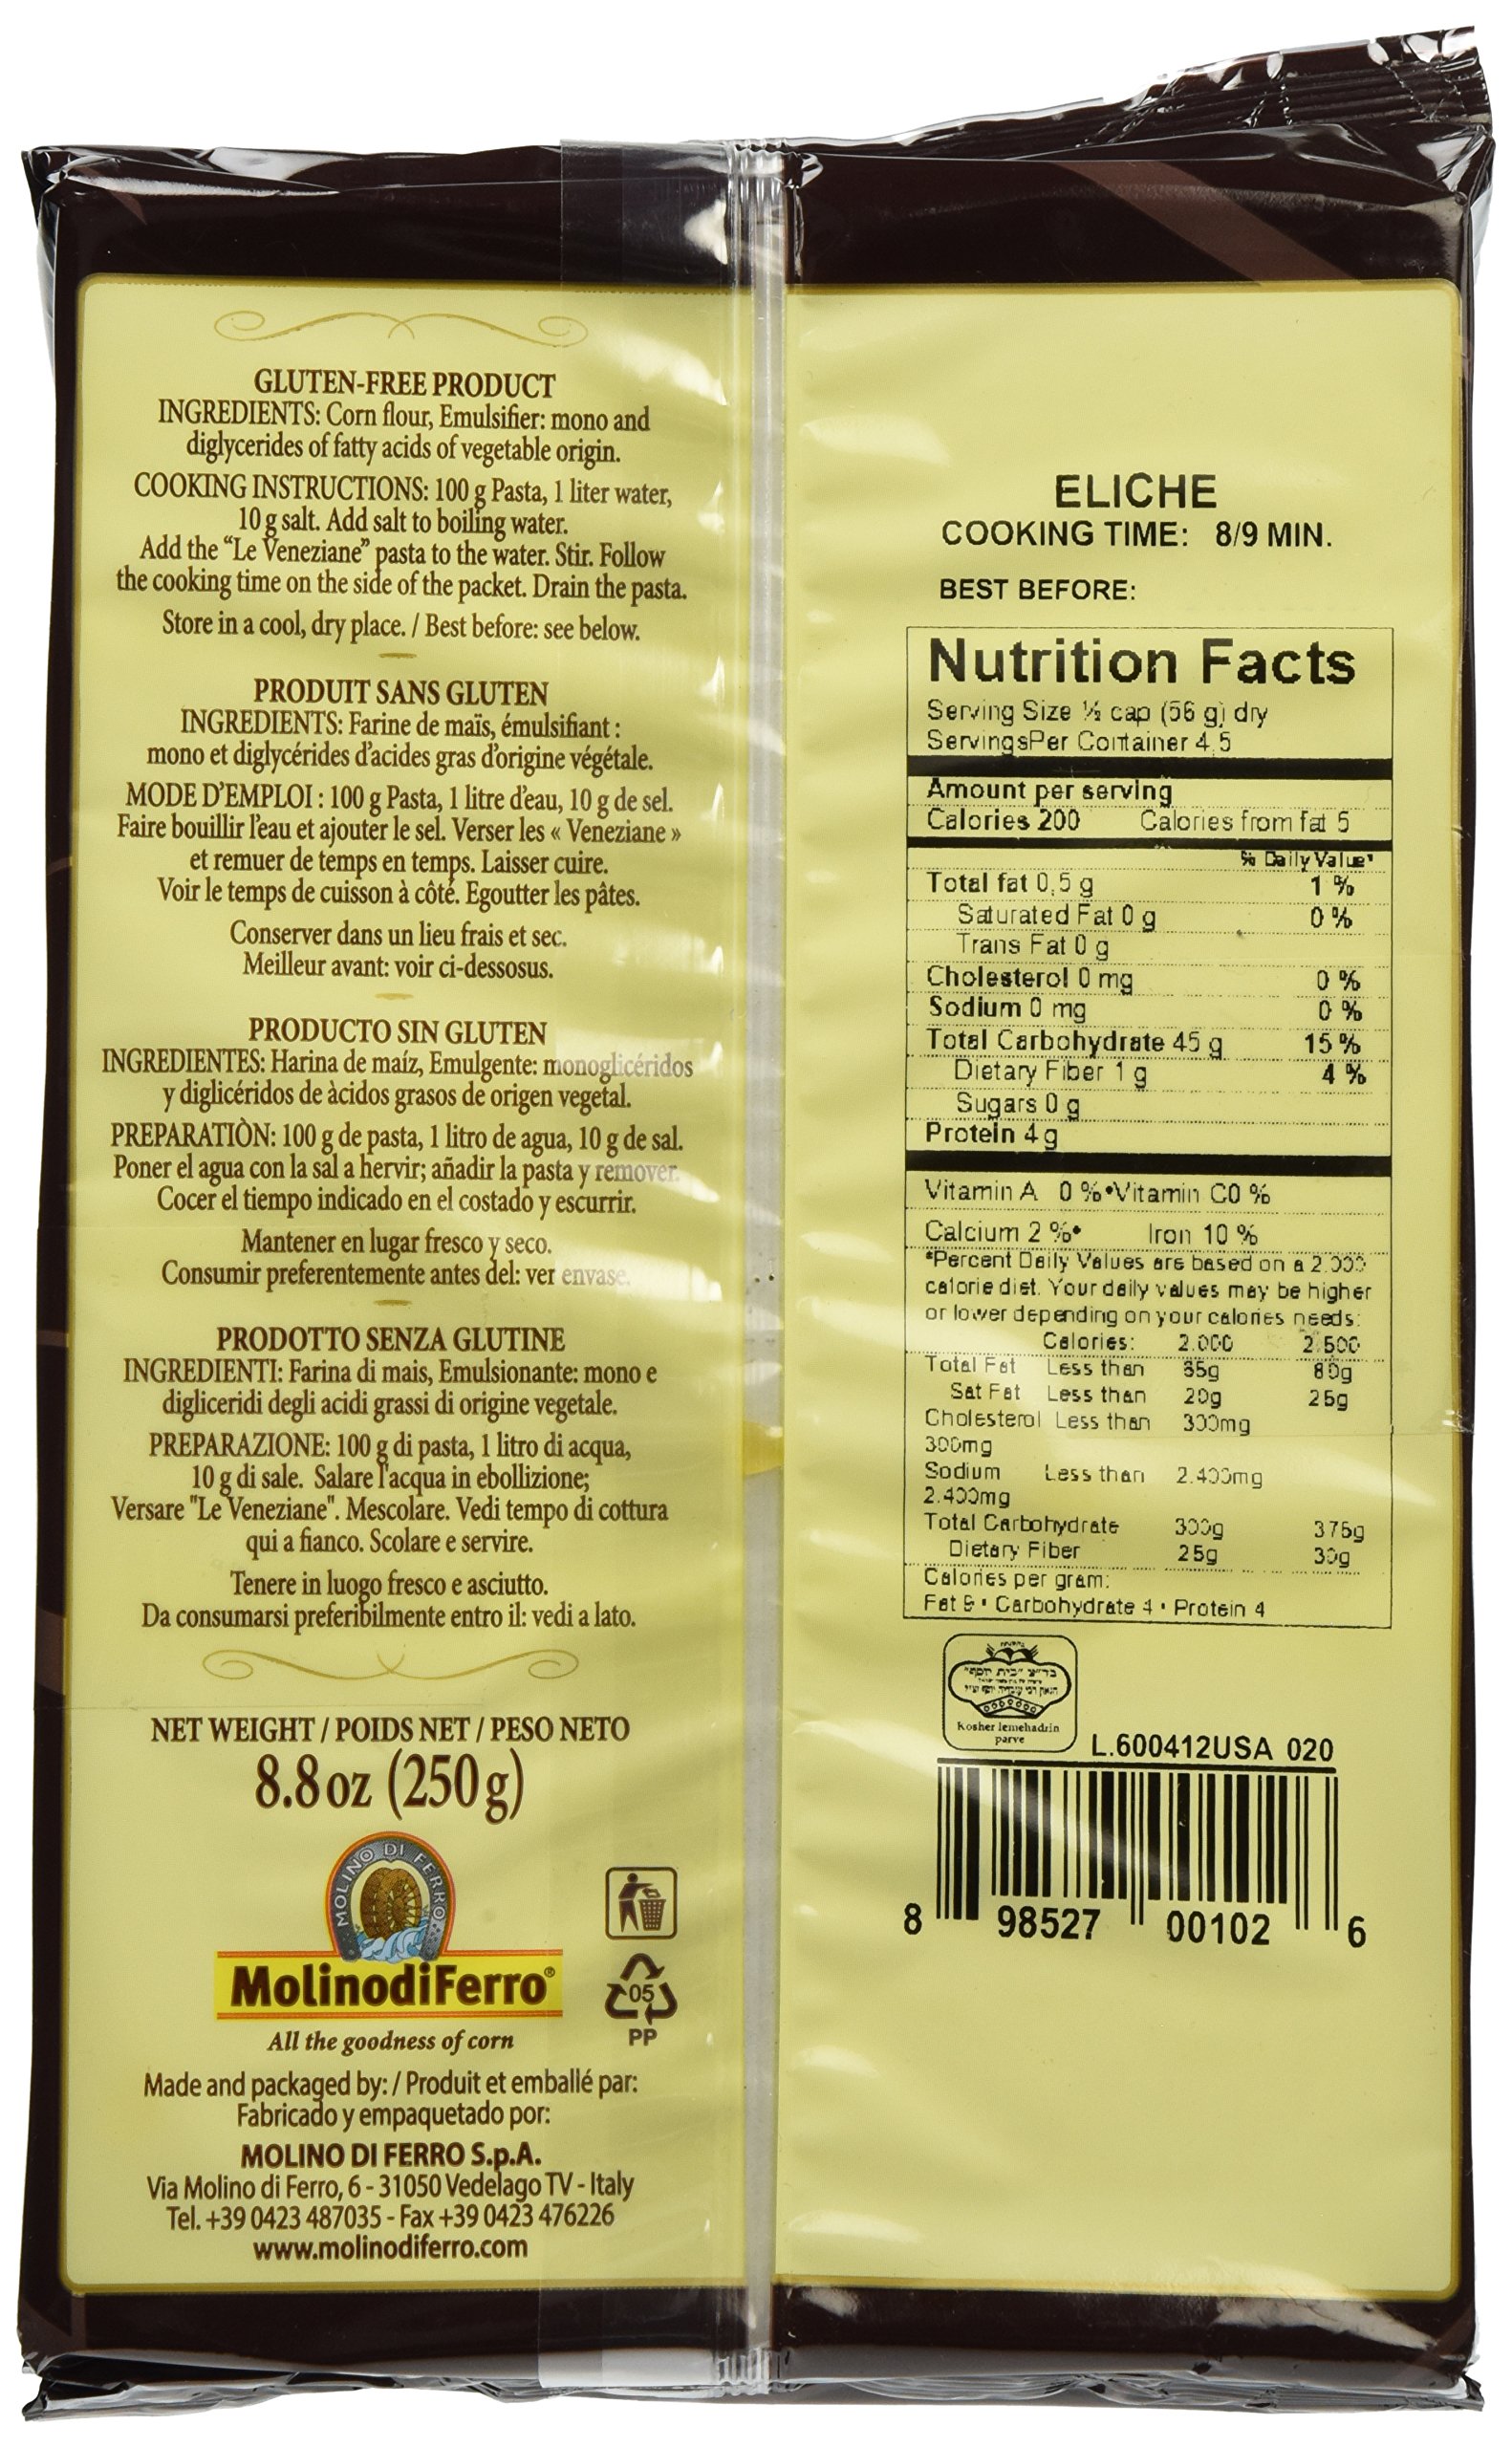 GLUTEN-FREE PRODUCT
INGREDIENTS: Corn flour, Emulsifier: mono and
diglycerides of fatty acids of vegetable origin.
COOKING INSTRUCTIONS: 100 g Pasta, 1 liter water,
10 g salt. Add salt to boiling water.
Add the “Le Veneziane” pasta to the water. Stir. Follow
the cooking time on the side of the packet. Drain the pasta.
Store in a cool, dry place. / Best before: see below.
PRODUIT SANS GLUTEN
INGREDIENTS: Farine de maïs, émulsifiant :
mono et diglycérides d'acides gras d'origine végétale.
MODE D'EMPLOI : 100 g Pasta, 1 litre d'eau, 10 g de sel.
Faire bouillir l'eau et ajouter le sel. Verser les « Veneziane »
et remuer de temps en temps. Laisser cuire.
Voir le temps de cuisson à côté. Egoutter les pâtes.
Conserver dans un lieu frais et sec.
Meilleur avant: voir ci-dessosus.
PRODUCTO SIN GLUTEN
INGREDIENTES: Harina de maíz, Emulgente: monoglicéridos
y diglicéridos de àcidos grasos de origen vegetal.
PREPARATIÒN: 100 g de pasta, 1 litro de agua, 10 g de sal.
Poner el agua con la sal a hervir; añadir la pasta y remover.
Cocer el tiempo indicado en el costado y escurrir.
Mantener en lugar fresco y seco.
Consumir preferentemente antes del: ver envase.
PRODOTTO SENZA GLUTINE
INGREDIENTI: Farina di mais, Emulsionante: mono e
digliceridi degli acidi grassi di origine vegetale.
PREPARAZIONE: 100 g di pasta, 1 litro di acqua,
10 g di sale. Salare l'acqua in ebollizione;
Versare "Le Veneziane". Mescolare. Vedi tempo di cottura
qui a fianco. Scolare e servire.
Tenere in luogo fresco e asciutto.
Da consumarsi preferibilmente entro il: vedi a lato.
NET WEIGHT / POIDS NET / PESO NETO
8.8 oz (250 g)
MOLINO DI FERRO
MolinodiFerro®
All the goodness of corn
05
PP
Made and packaged by: / Produit et emballé par:
Fabricado y empaquetado por:
MOLINO DI FERRO S.p.A.
Via Molino di Ferro, 6 - 31050 Vedelago TV - Italy
Tel. +39 0423 487035 - Fax +39 0423 476226
www.molinodiferro.com
ELICHE
COOKING TIME: 8/9 MIN.
BEST BEFORE:
Nutrition Facts
Serving Size ½ cap (56 g) dry
ServingsPer Container 4,5
Amount per serving
Calories 200 Calories from fat 5
% Daily Value*
Total fat 0,5 g 1 %
Saturated Fat 0 g 0 %
Trans Fat 0 g
Cholesterol 0 mg 0 %
Sodium 0 mg 0 %
Total Carbohydrate 45 g 15 %
Dietary Fiber 1 g 4 %
Sugars 0 g
Protein 4 g
Vitamin A 0 %•Vitamin C0 %
Calcium 2 %• Iron 10 %
*Percent Daily Values are based on a 2.000
calorie diet. Your daily values may be higher
or lower depending on your calories needs:
Calories: 2.000 2.500
Total Fat Less than 65g 80g
Sat Fat Less than 20g 25g
Cholesterol Less than 300mg
300mg
Sodium Less than 2.400mg
2.400mg
Total Carbohydrate 300g 375g
Dietary Fiber 25g 30g
Calories per gram:
Fat 9 • Carbohydrate 4 • Protein 4
בד"צ "בית יוסף"
Kosher lemehadrin
parve
L.600412USA 020
8 98527 00102 6